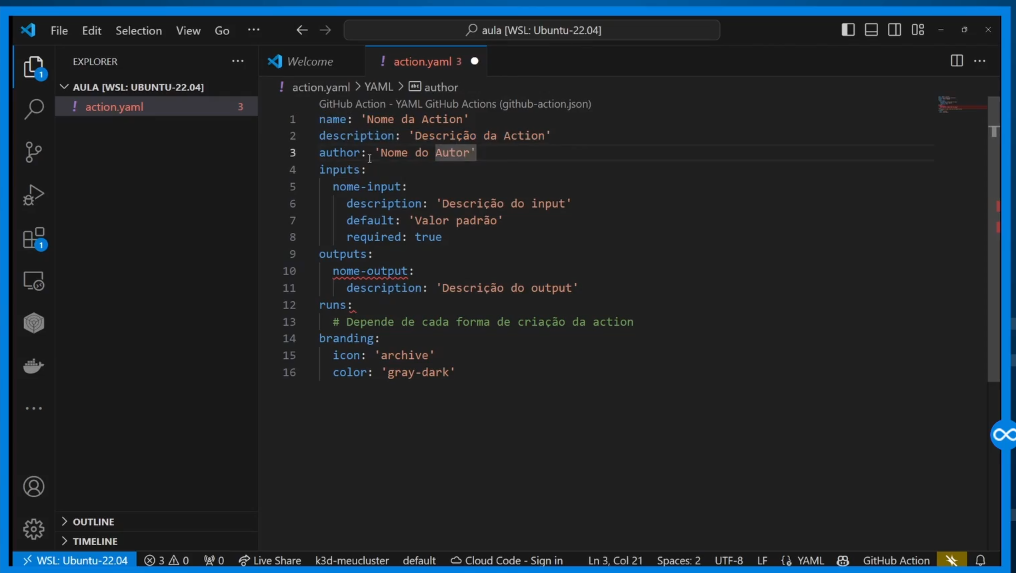 File Edit Selection View Go ··· aula [WSL: Ubuntu-22.04]
EXPLORER ···
AULA [WSL: UBUNTU-22.04]
! action.yaml 3
1
1
OUTLINE
TIMELINE
Welcome ! action.yaml 3
! action.yaml > YAML > abc author
GitHub Action - YAML GitHub Actions (github-action.json)
1 name: 'Nome da Action'
2 description: 'Descrição da Action'
3 author: 'Nome do Autor'
4 inputs:
5 nome-input:
6 description: 'Descrição do input'
7 default: 'Valor padrão'
8 required: true
9 outputs:
10 nome-output:
11 description: 'Descrição do output'
12 runs:
13 # Depende de cada forma de criação da action
14 branding:
15 icon: 'archive'
16 color: 'gray-dark'
WSL: Ubuntu-22.04 3 0 0 Live Share k3d-meucluster default Cloud Code - Sign in Ln 3, Col 21 Spaces: 2 UTF-8 LF {} YAML GitHub Action